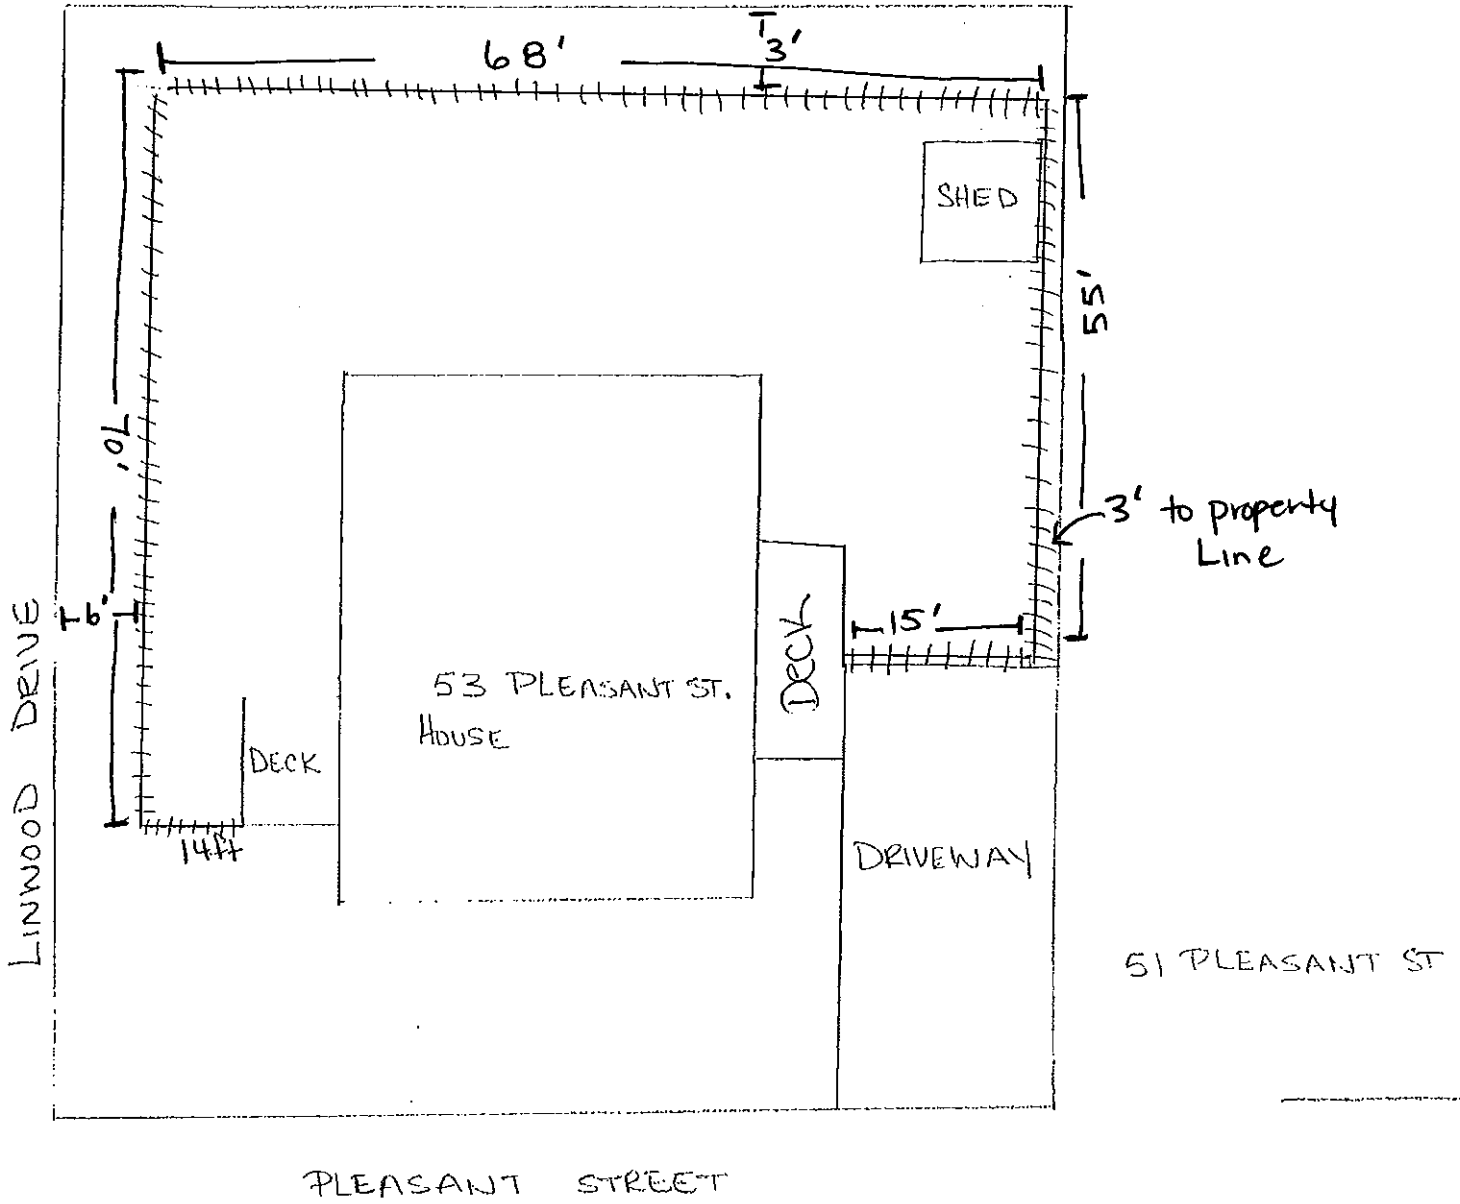 68'
3'
SHED
55'
70'
3' to property
Line
6'
15'
DECK
53 PLEASANT ST.
HOUSE
DECK
14ft
DRIVEWAY
LINWOOD DRIVE
51 PLEASANT ST
PLEASANT STREET